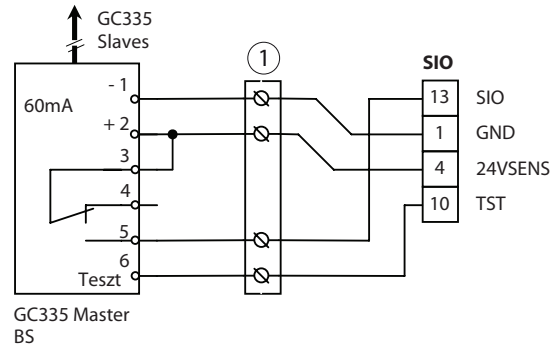 GC335
Slaves
1
SIO
60mA
- 1
+ 2
3
4
5
6
Teszt
13 SIO
1 GND
4 24VSENS
10 TST
GC335 Master
BS